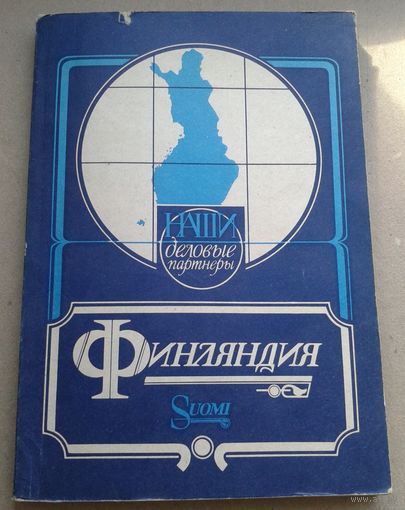 НАШИ
деловые
партнеры
Финляндия
SUOMI